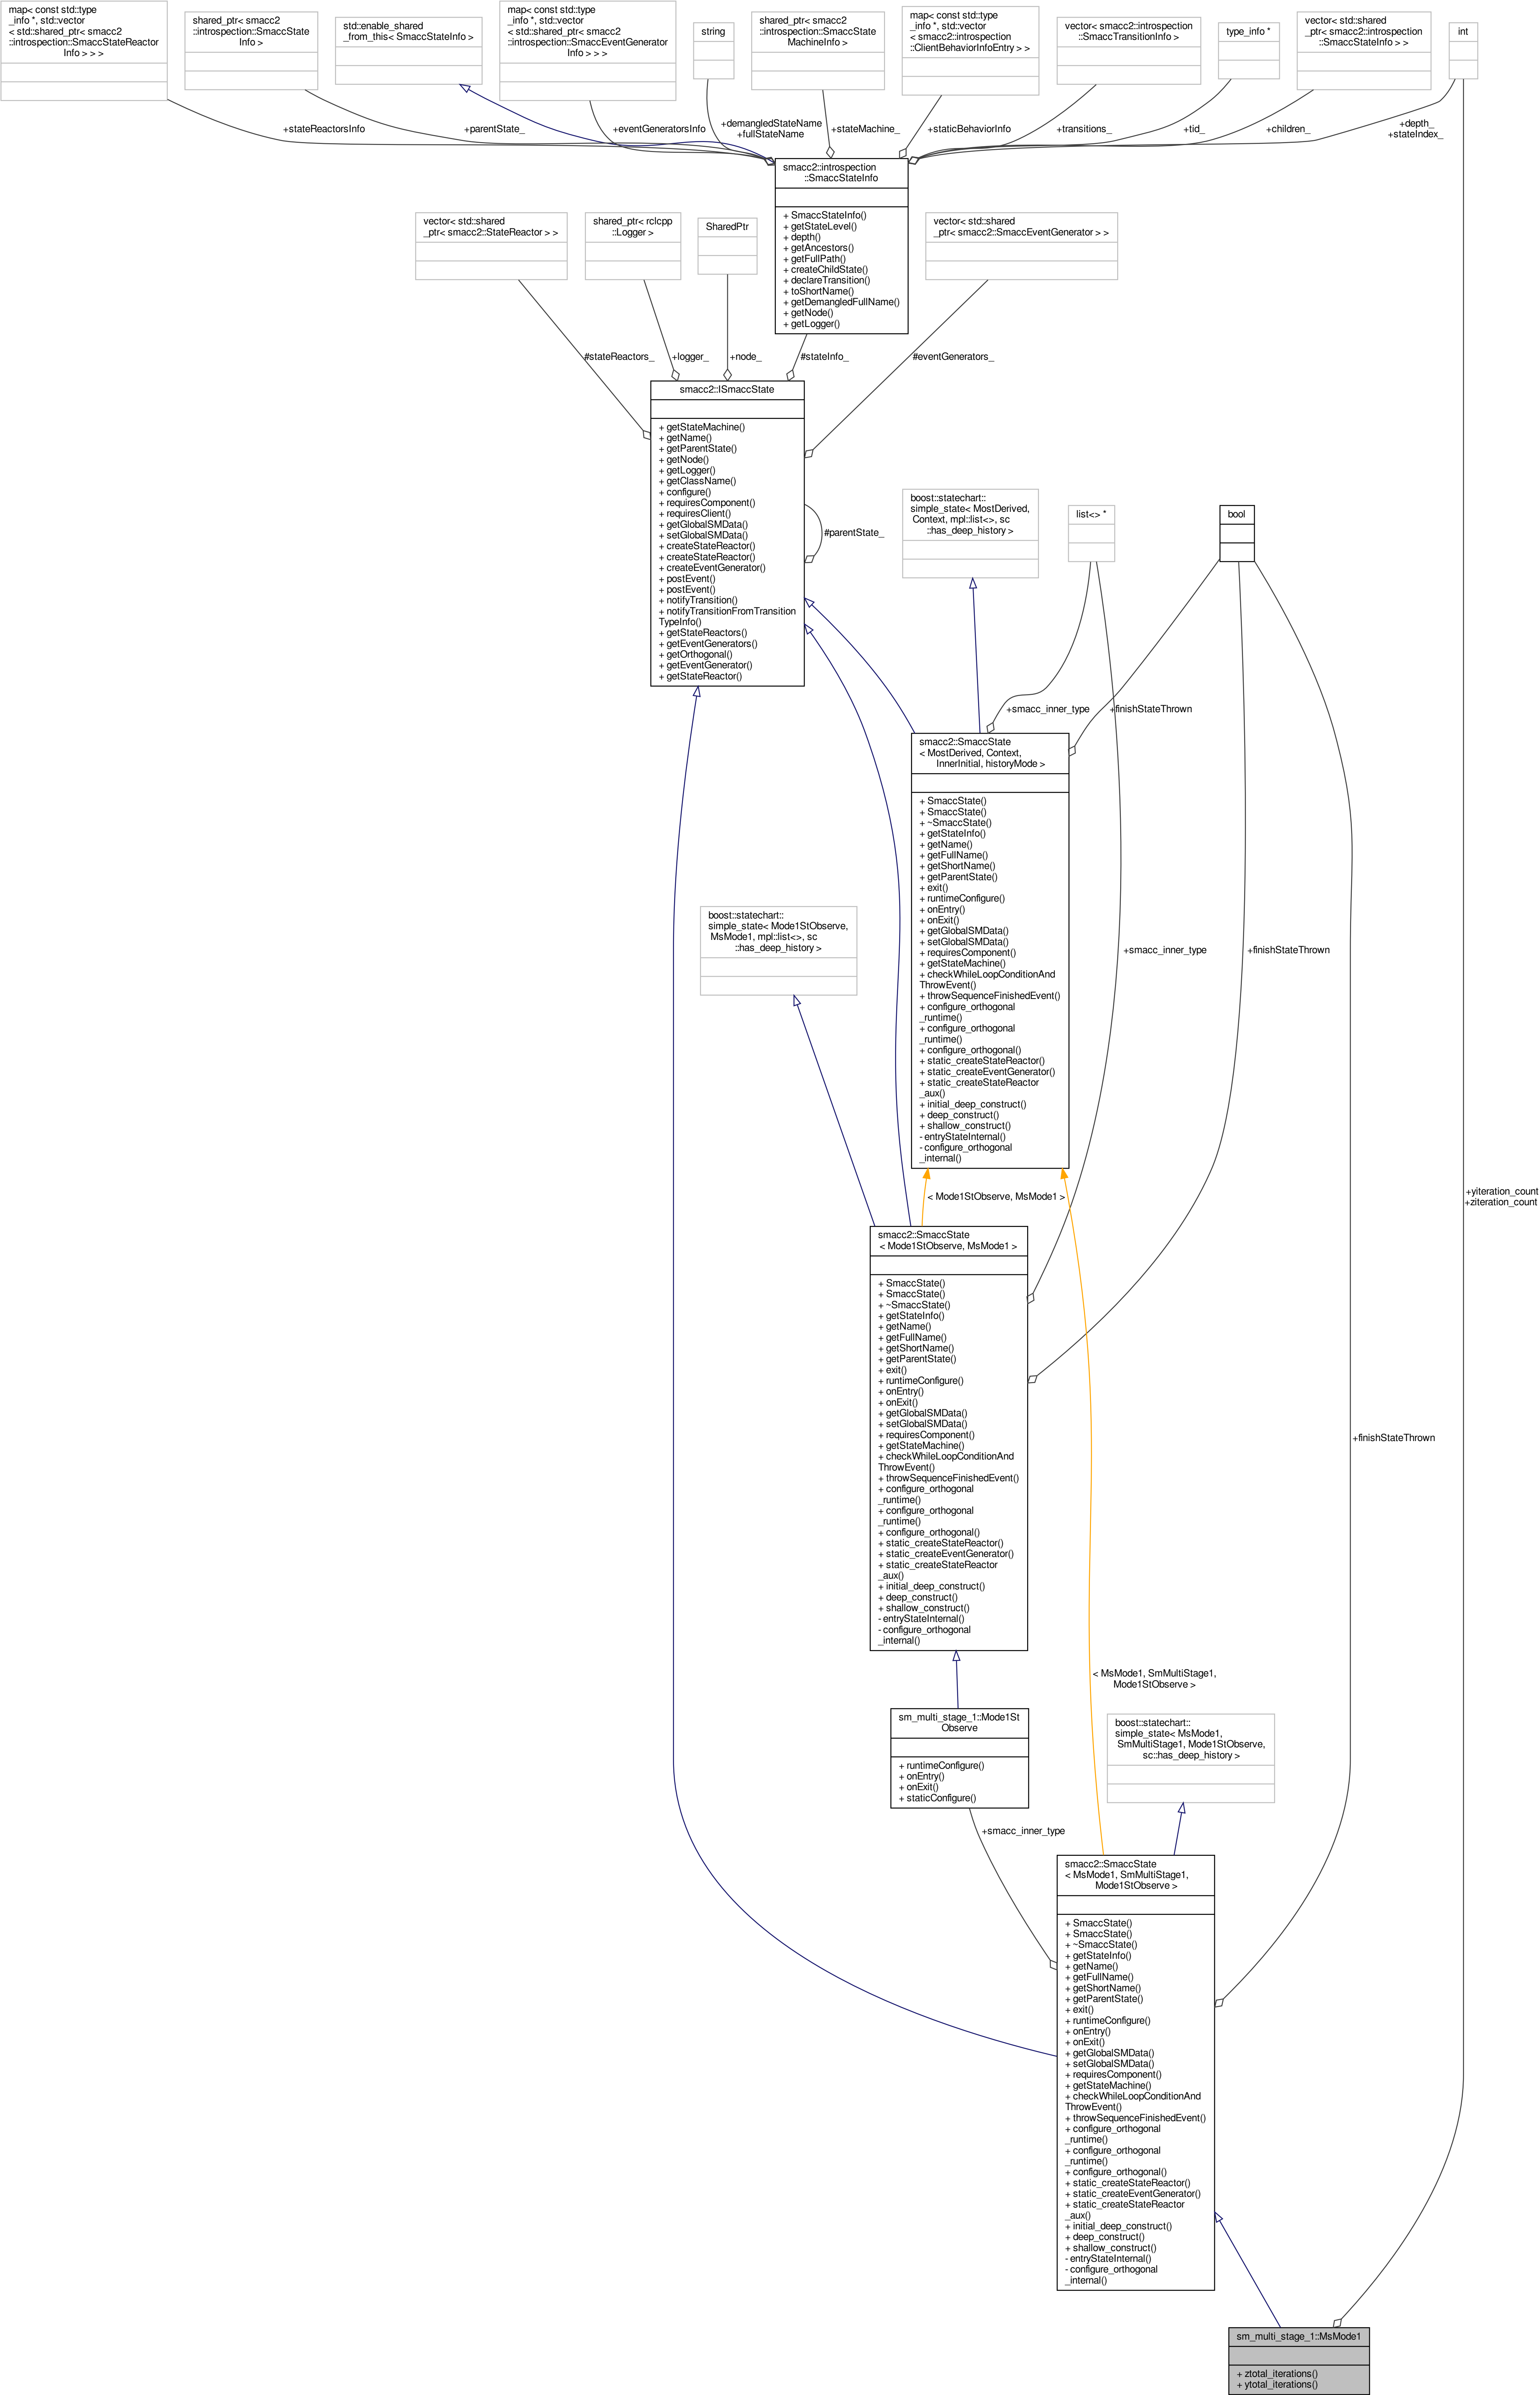 map< const std::type
_info *, std::vector
< std::shared_ptr< smacc2
::introspection::SmaccStateReactor
Info > > >
shared_ptr< smacc2
::introspection::SmaccState
Info >
std::enable_shared
_from_this< SmaccStateInfo >
map< const std::type
_info *, std::vector
< std::shared_ptr< smacc2
::introspection::SmaccEventGenerator
Info > > >
string
shared_ptr< smacc2
::introspection::SmaccState
MachineInfo >
map< const std::type
_info *, std::vector
< smacc2::introspection
::ClientBehaviorInfoEntry > >
vector< smacc2::introspection
::SmaccTransitionInfo >
type_info *
vector< std::shared
_ptr< smacc2::introspection
::SmaccStateInfo > >
int
+stateReactorsInfo
+parentState_
+eventGeneratorsInfo
+demangledStateName
+fullStateName
+stateMachine_
+staticBehaviorInfo
+transitions_
+tid_
+children_
+depth_
+stateIndex_
smacc2::introspection
::SmaccStateInfo
+ SmaccStateInfo()
+ getStateLevel()
+ depth()
+ getAncestors()
+ getFullPath()
+ createChildState()
+ declareTransition()
+ toShortName()
+ getDemangledFullName()
+ getNode()
+ getLogger()
vector< std::shared
_ptr< smacc2::StateReactor > >
shared_ptr< rclcpp
::Logger >
SharedPtr
vector< std::shared
_ptr< smacc2::SmaccEventGenerator > >
#stateReactors_
+logger_
+node_
#stateInfo_
#eventGenerators_
smacc2::ISmaccState
+ getStateMachine()
+ getName()
+ getParentState()
+ getNode()
+ getLogger()
+ getClassName()
+ configure()
+ requiresComponent()
+ requiresClient()
+ getGlobalSMData()
+ setGlobalSMData()
+ createStateReactor()
+ createStateReactor()
+ createEventGenerator()
+ postEvent()
+ postEvent()
+ notifyTransition()
+ notifyTransitionFromTransition
TypeInfo()
+ getStateReactors()
+ getEventGenerators()
+ getOrthogonal()
+ getEventGenerator()
+ getStateReactor()
#parentState_
boost::statechart::
simple_state< MostDerived,
Context, mpl::list<>, sc
::has_deep_history >
list<> *
bool
+smacc_inner_type
+finishStateThrown
smacc2::SmaccState
< MostDerived, Context,
InnerInitial, historyMode >
+ SmaccState()
+ SmaccState()
+ ~SmaccState()
+ getStateInfo()
+ getName()
+ getFullName()
+ getShortName()
+ getParentState()
+ exit()
+ runtimeConfigure()
+ onEntry()
+ onExit()
+ getGlobalSMData()
+ setGlobalSMData()
+ requiresComponent()
+ getStateMachine()
+ checkWhileLoopConditionAnd
ThrowEvent()
+ throwSequenceFinishedEvent()
+ configure_orthogonal
_runtime()
+ configure_orthogonal
_runtime()
+ configure_orthogonal()
+ static_createStateReactor()
+ static_createEventGenerator()
+ static_createStateReactor
_aux()
+ initial_deep_construct()
+ deep_construct()
+ shallow_construct()
- entryStateInternal()
- configure_orthogonal
_internal()
boost::statechart::
simple_state< Mode1StObserve,
MsMode1, mpl::list<>, sc
::has_deep_history >
+smacc_inner_type
+finishStateThrown
< Mode1StObserve, MsMode1 >
+yiteration_count
+ziteration_count
smacc2::SmaccState
< Mode1StObserve, MsMode1 >
+ SmaccState()
+ SmaccState()
+ ~SmaccState()
+ getStateInfo()
+ getName()
+ getFullName()
+ getShortName()
+ getParentState()
+ exit()
+ runtimeConfigure()
+ onEntry()
+ onExit()
+ getGlobalSMData()
+ setGlobalSMData()
+ requiresComponent()
+ getStateMachine()
+ checkWhileLoopConditionAnd
ThrowEvent()
+ throwSequenceFinishedEvent()
+ configure_orthogonal
_runtime()
+ configure_orthogonal
_runtime()
+ configure_orthogonal()
+ static_createStateReactor()
+ static_createEventGenerator()
+ static_createStateReactor
_aux()
+ initial_deep_construct()
+ deep_construct()
+ shallow_construct()
- entryStateInternal()
- configure_orthogonal
_internal()
+finishStateThrown
< MsMode1, SmMultiStage1,
Mode1StObserve >
sm_multi_stage_1::Mode1St
Observe
+ runtimeConfigure()
+ onEntry()
+ onExit()
+ staticConfigure()
boost::statechart::
simple_state< MsMode1,
SmMultiStage1, Mode1StObserve,
sc::has_deep_history >
+smacc_inner_type
smacc2::SmaccState
< MsMode1, SmMultiStage1,
Mode1StObserve >
+ SmaccState()
+ SmaccState()
+ ~SmaccState()
+ getStateInfo()
+ getName()
+ getFullName()
+ getShortName()
+ getParentState()
+ exit()
+ runtimeConfigure()
+ onEntry()
+ onExit()
+ getGlobalSMData()
+ setGlobalSMData()
+ requiresComponent()
+ getStateMachine()
+ checkWhileLoopConditionAnd
ThrowEvent()
+ throwSequenceFinishedEvent()
+ configure_orthogonal
_runtime()
+ configure_orthogonal
_runtime()
+ configure_orthogonal()
+ static_createStateReactor()
+ static_createEventGenerator()
+ static_createStateReactor
_aux()
+ initial_deep_construct()
+ deep_construct()
+ shallow_construct()
- entryStateInternal()
- configure_orthogonal
_internal()
sm_multi_stage_1::MsMode1
+ ztotal_iterations()
+ ytotal_iterations()